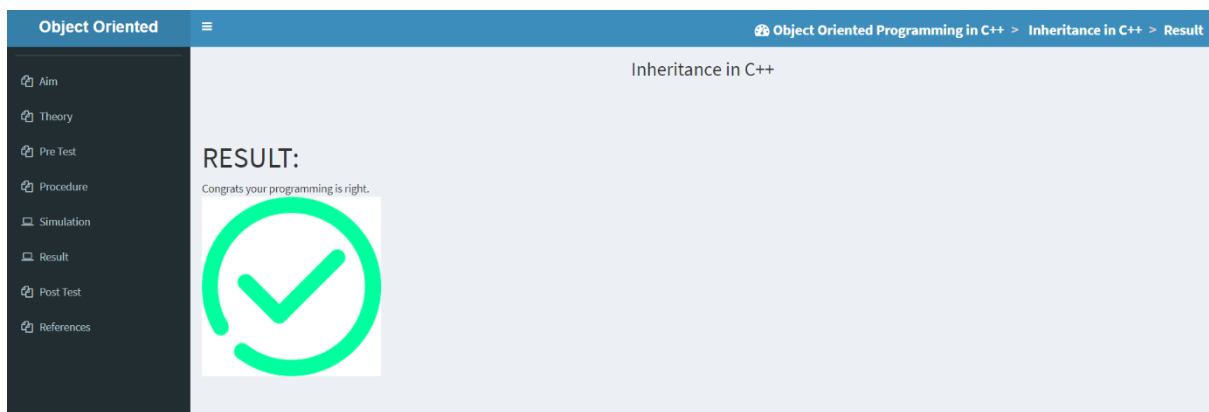 Object Oriented
Object Oriented Programming in C++ > Inheritance in C++ > Result
Aim
Theory
Pre Test
Procedure
Simulation
Result
Post Test
References
Inheritance in C++
RESULT:
Congrats your programming is right.